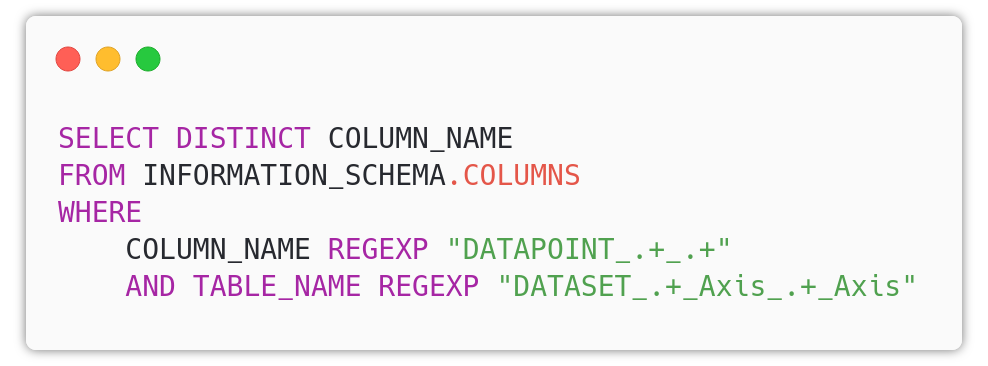 SELECT DISTINCT COLUMN_NAME
FROM INFORMATION_SCHEMA.COLUMNS
WHERE
    COLUMN_NAME REGEXP "DATAPOINT_.+_.+"
    AND TABLE_NAME REGEXP "DATASET_.+_Axis_.+_Axis"